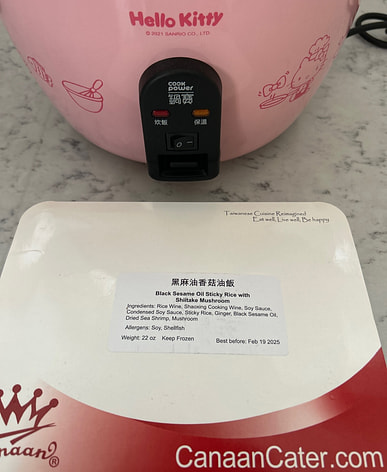 Hello Kitty
© 2021 SANRIO CO., LTD.
COOK
power
鍋寶
炊飯 保温
Taiwanese Cuisine Reimagined
Eat well, Live well, Be happy.
黑麻油香菇油飯
Black Sesame Oil Sticky Rice with
Shiitake Mushroom
Ingredients: Rice Wine, Shaoxing Cooking Wine, Soy Sauce,
Condensed Soy Sauce, Sticky Rice, Ginger, Black Sesame Oil,
Dried Sea Shrimp, Mushroom
Allergens: Soy, Shellfish
Weight: 22 oz Keep Frozen Best before: Feb 19 2025
CanaanCater.com